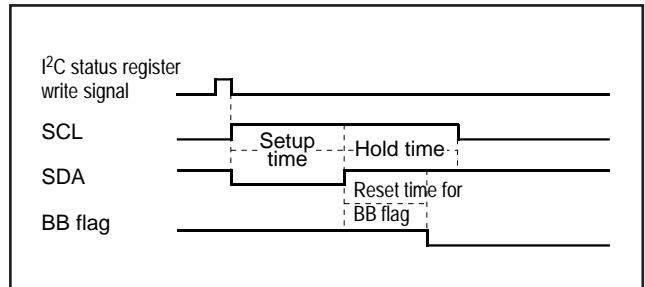 I²C status register
write signal
SCL
Setup
time
Hold time
SDA
Reset time for
BB flag
BB flag